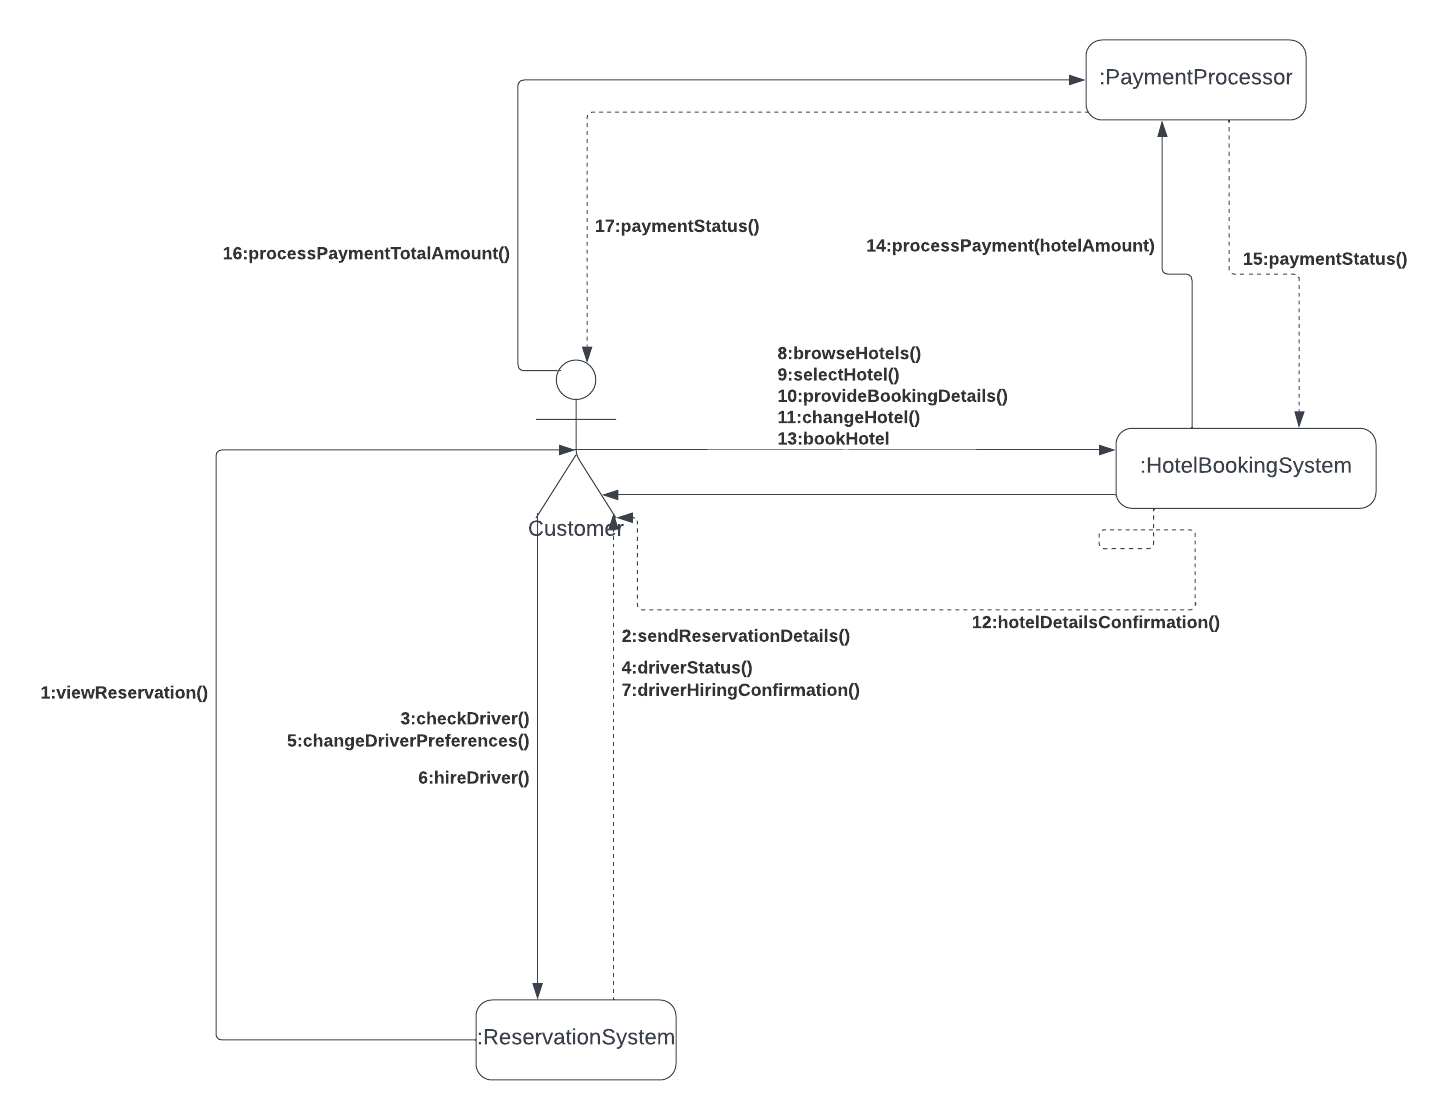 :PaymentProcessor
17:paymentStatus()
14:processPayment(hotelAmount)
16:processPaymentTotalAmount()
15:paymentStatus()
8:browseHotels()
9:selectHotel()
10:provideBookingDetails()
11:changeHotel()
13:bookHotel
:HotelBookingSystem
Customer
12:hotelDetailsConfirmation()
2:sendReservationDetails()
4:driverStatus()
7:driverHiringConfirmation()
1:viewReservation()
3:checkDriver()
5:changeDriverPreferences()
6:hireDriver()
:ReservationSystem